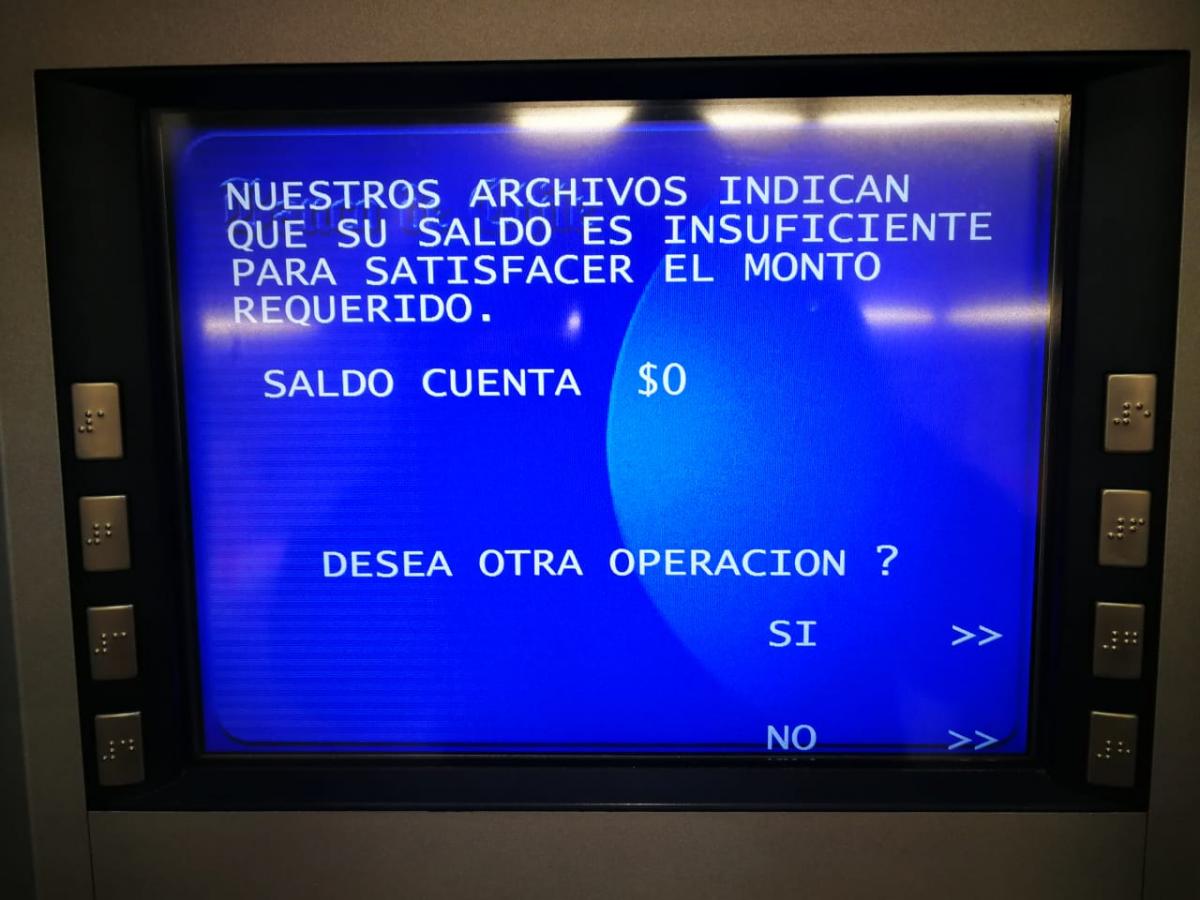 NUESTROS ARCHIVOS INDICAN
QUE SU SALDO ES INSUFICIENTE
PARA SATISFACER EL MONTO
REQUERIDO.
SALDO CUENTA $0
DESEA OTRA OPERACION ?
SI >>
NO >>